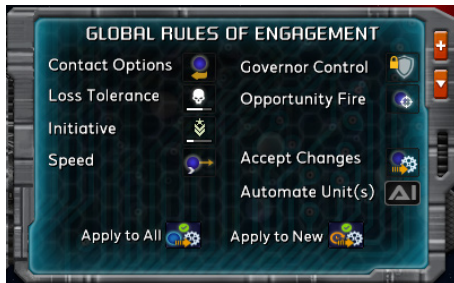 GLOBAL RULES OF ENGAGEMENT
Contact Options
Governor Control
Loss Tolerance
Opportunity Fire
Initiative
Speed
Accept Changes
Automate Unit(s)
AI
Apply to All
Apply to New